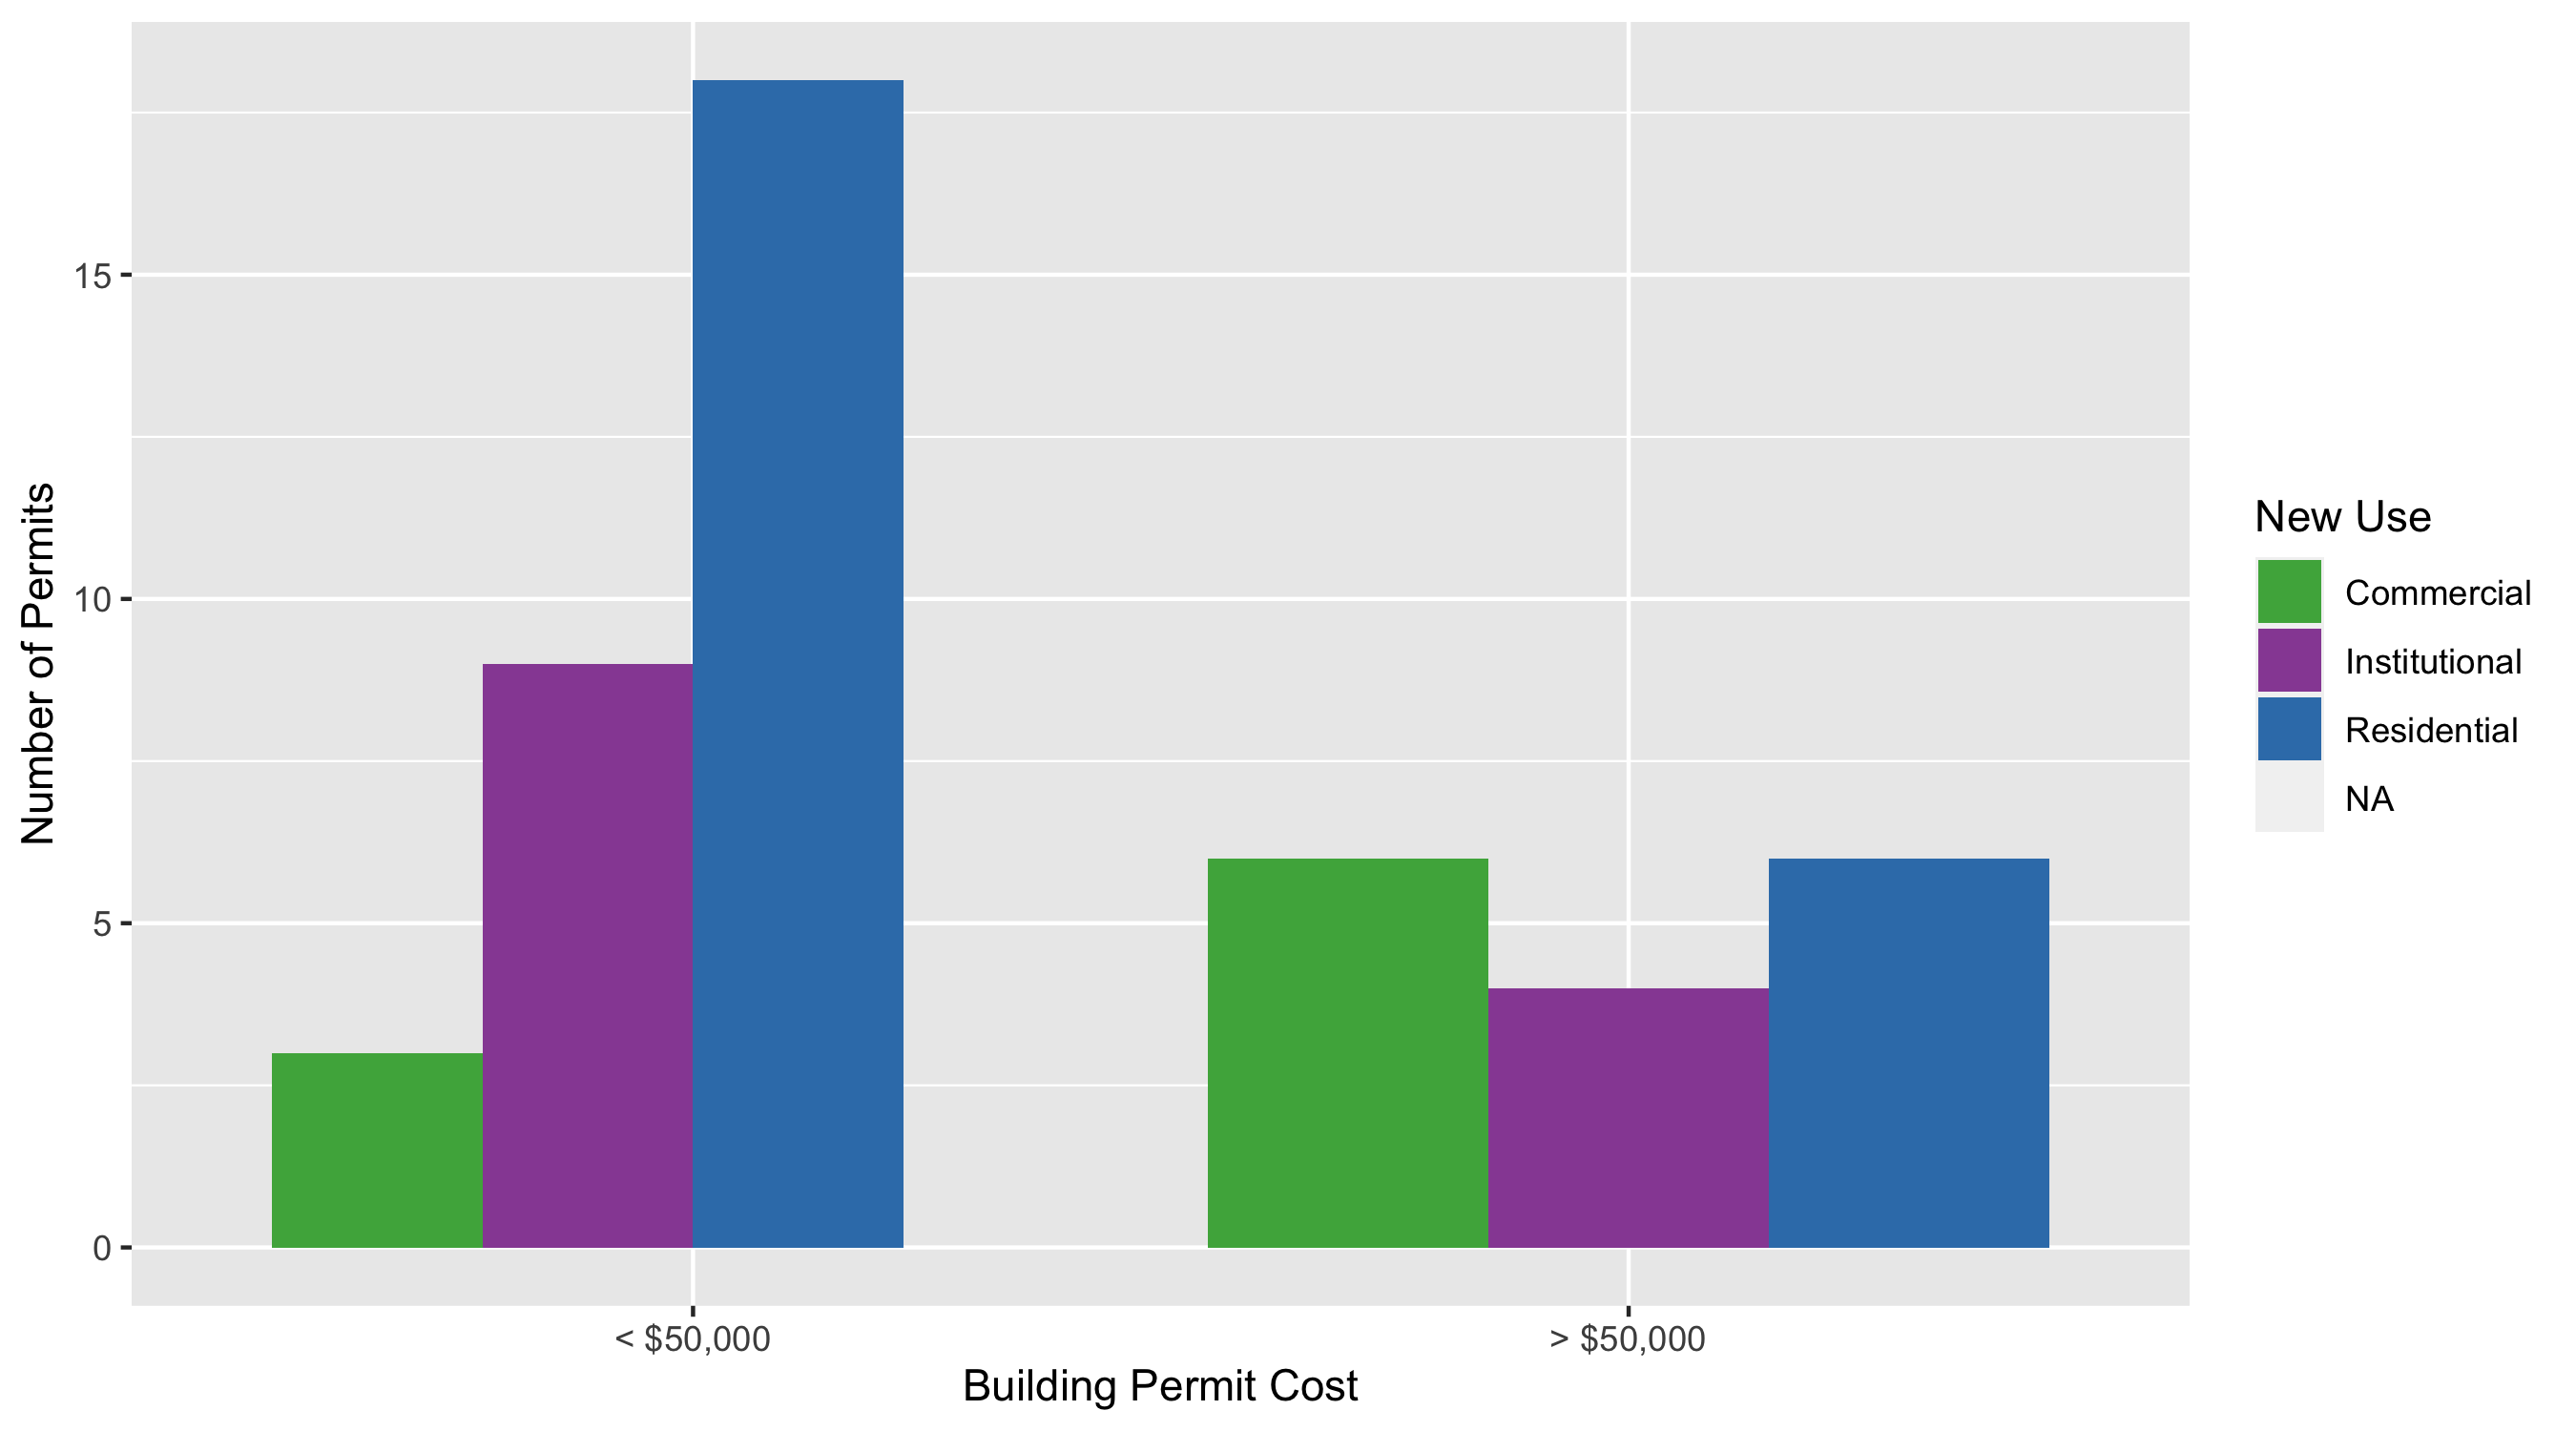 Number of Permits
15
10
5
0
< $50,000
> $50,000
Building Permit Cost
New Use
Commercial
Institutional
Residential
NA